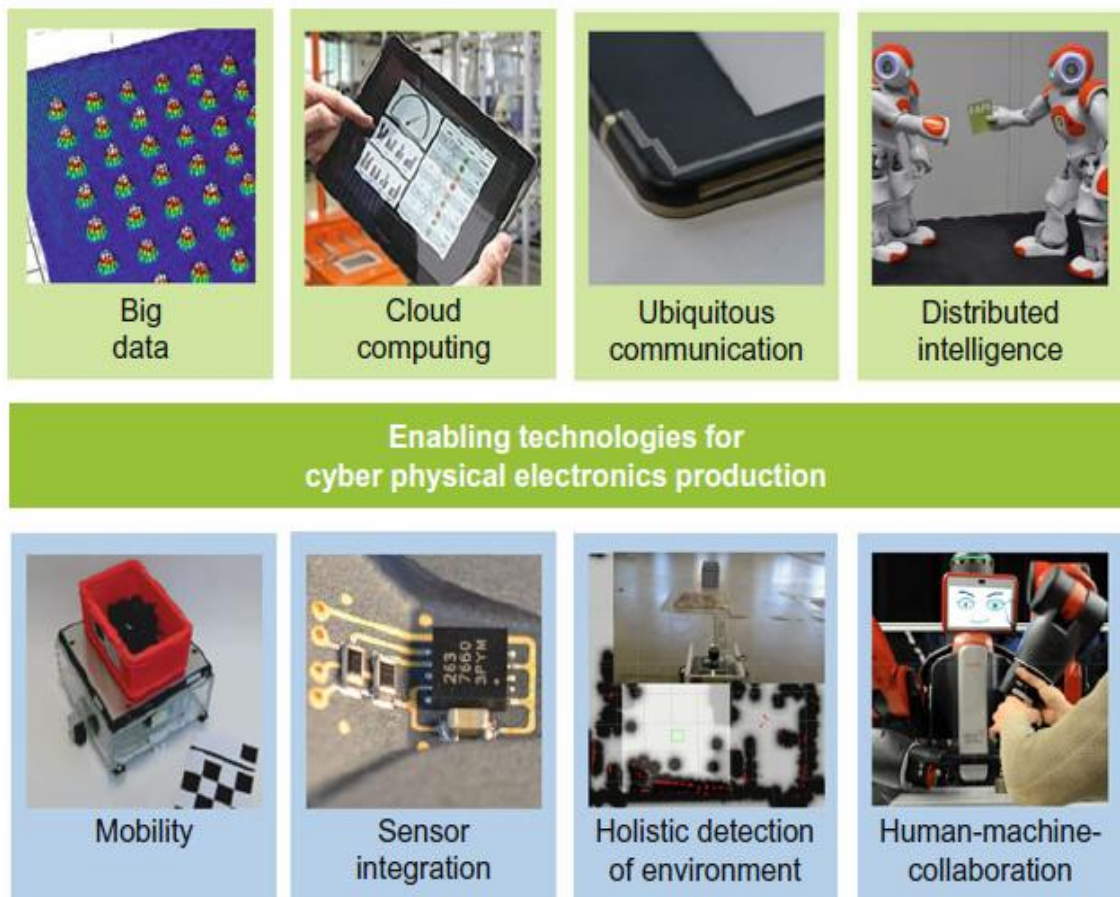 Big
data
Cloud
computing
Ubiquitous
communication
Distributed
intelligence
Enabling technologies for
cyber physical electronics production
263
7660
3PYM
Mobility
Sensor
integration
Holistic detection
of environment
Human-machine-
collaboration